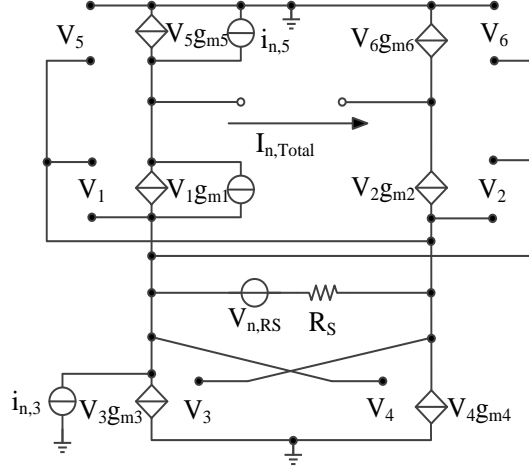 V5 V5gm5 in,5 V6gm6 V6
In,Total
V1 V1gm1 V2gm2 V2
Vn,RS RS
in,3 V3gm3 V3 V4 V4gm4